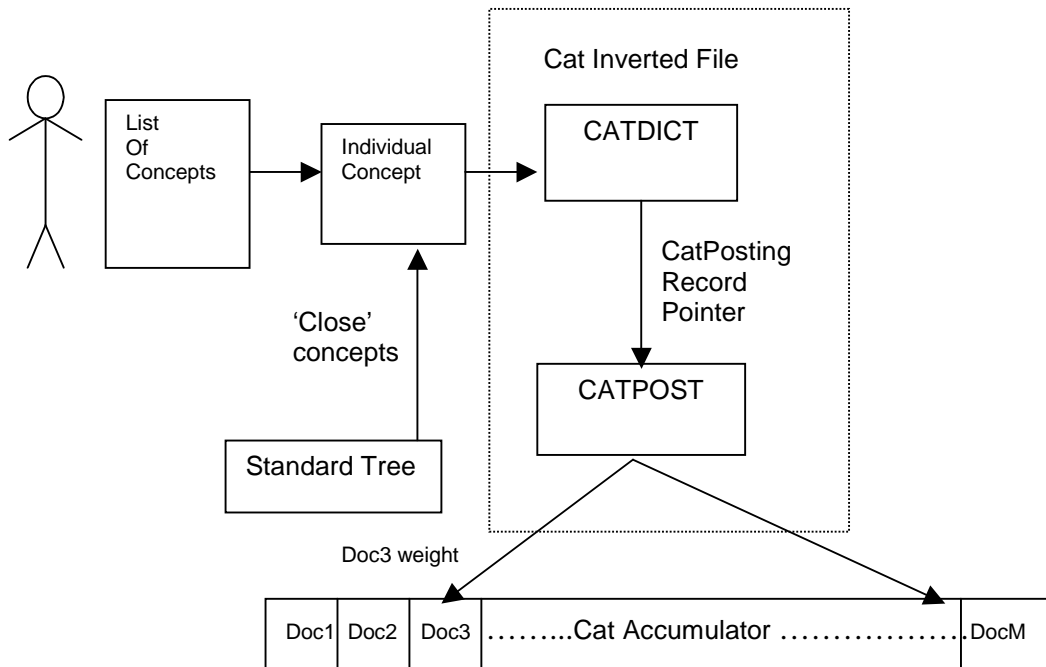 Cat Inverted File
List
Of
Concepts
Individual
Concept
CATDICT
CatPosting
Record
Pointer
‘Close’
concepts
CATPOST
Standard Tree
Doc3 weight
Doc1 Doc2 Doc3 ……...Cat Accumulator ………………..DocM